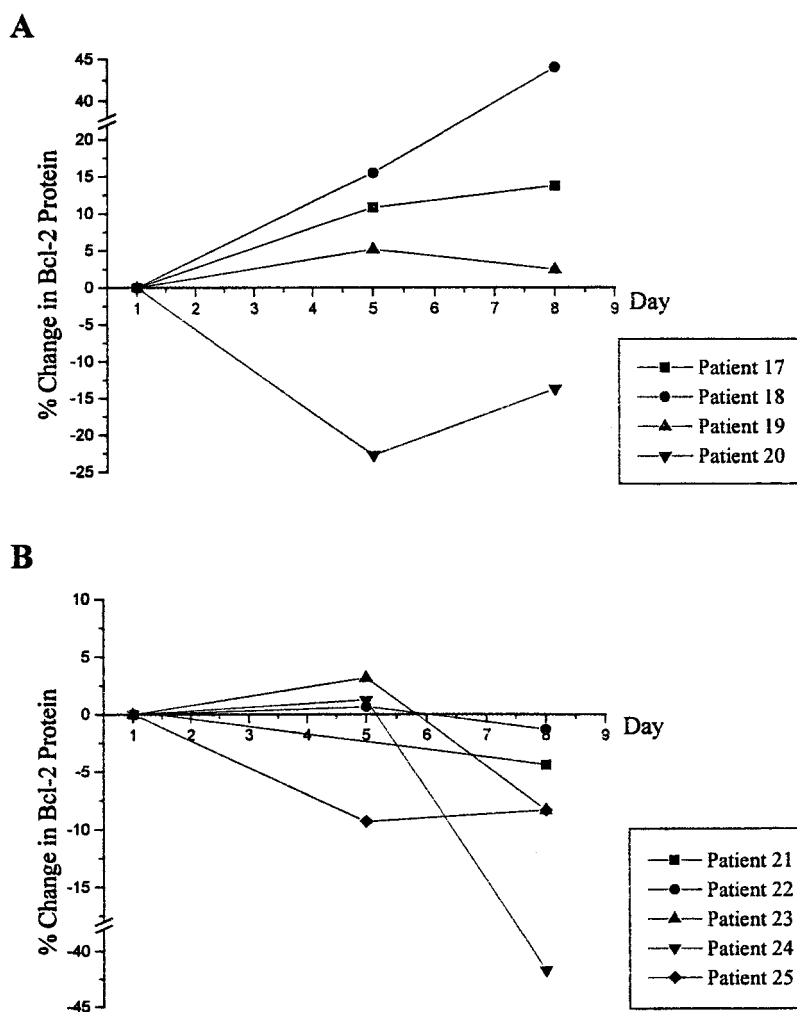 A
% Change in Bcl-2 Protein
45
40
20
15
10
5
0
-5
-10
-15
-20
-25
1 2 3 4 5 6 7 8 9
Day
Patient 17
Patient 18
Patient 19
Patient 20
B
% Change in Bcl-2 Protein
10
5
0
-5
-10
-15
-40
-45
1 2 3 4 5 6 7 8 9
Day
Patient 21
Patient 22
Patient 23
Patient 24
Patient 25